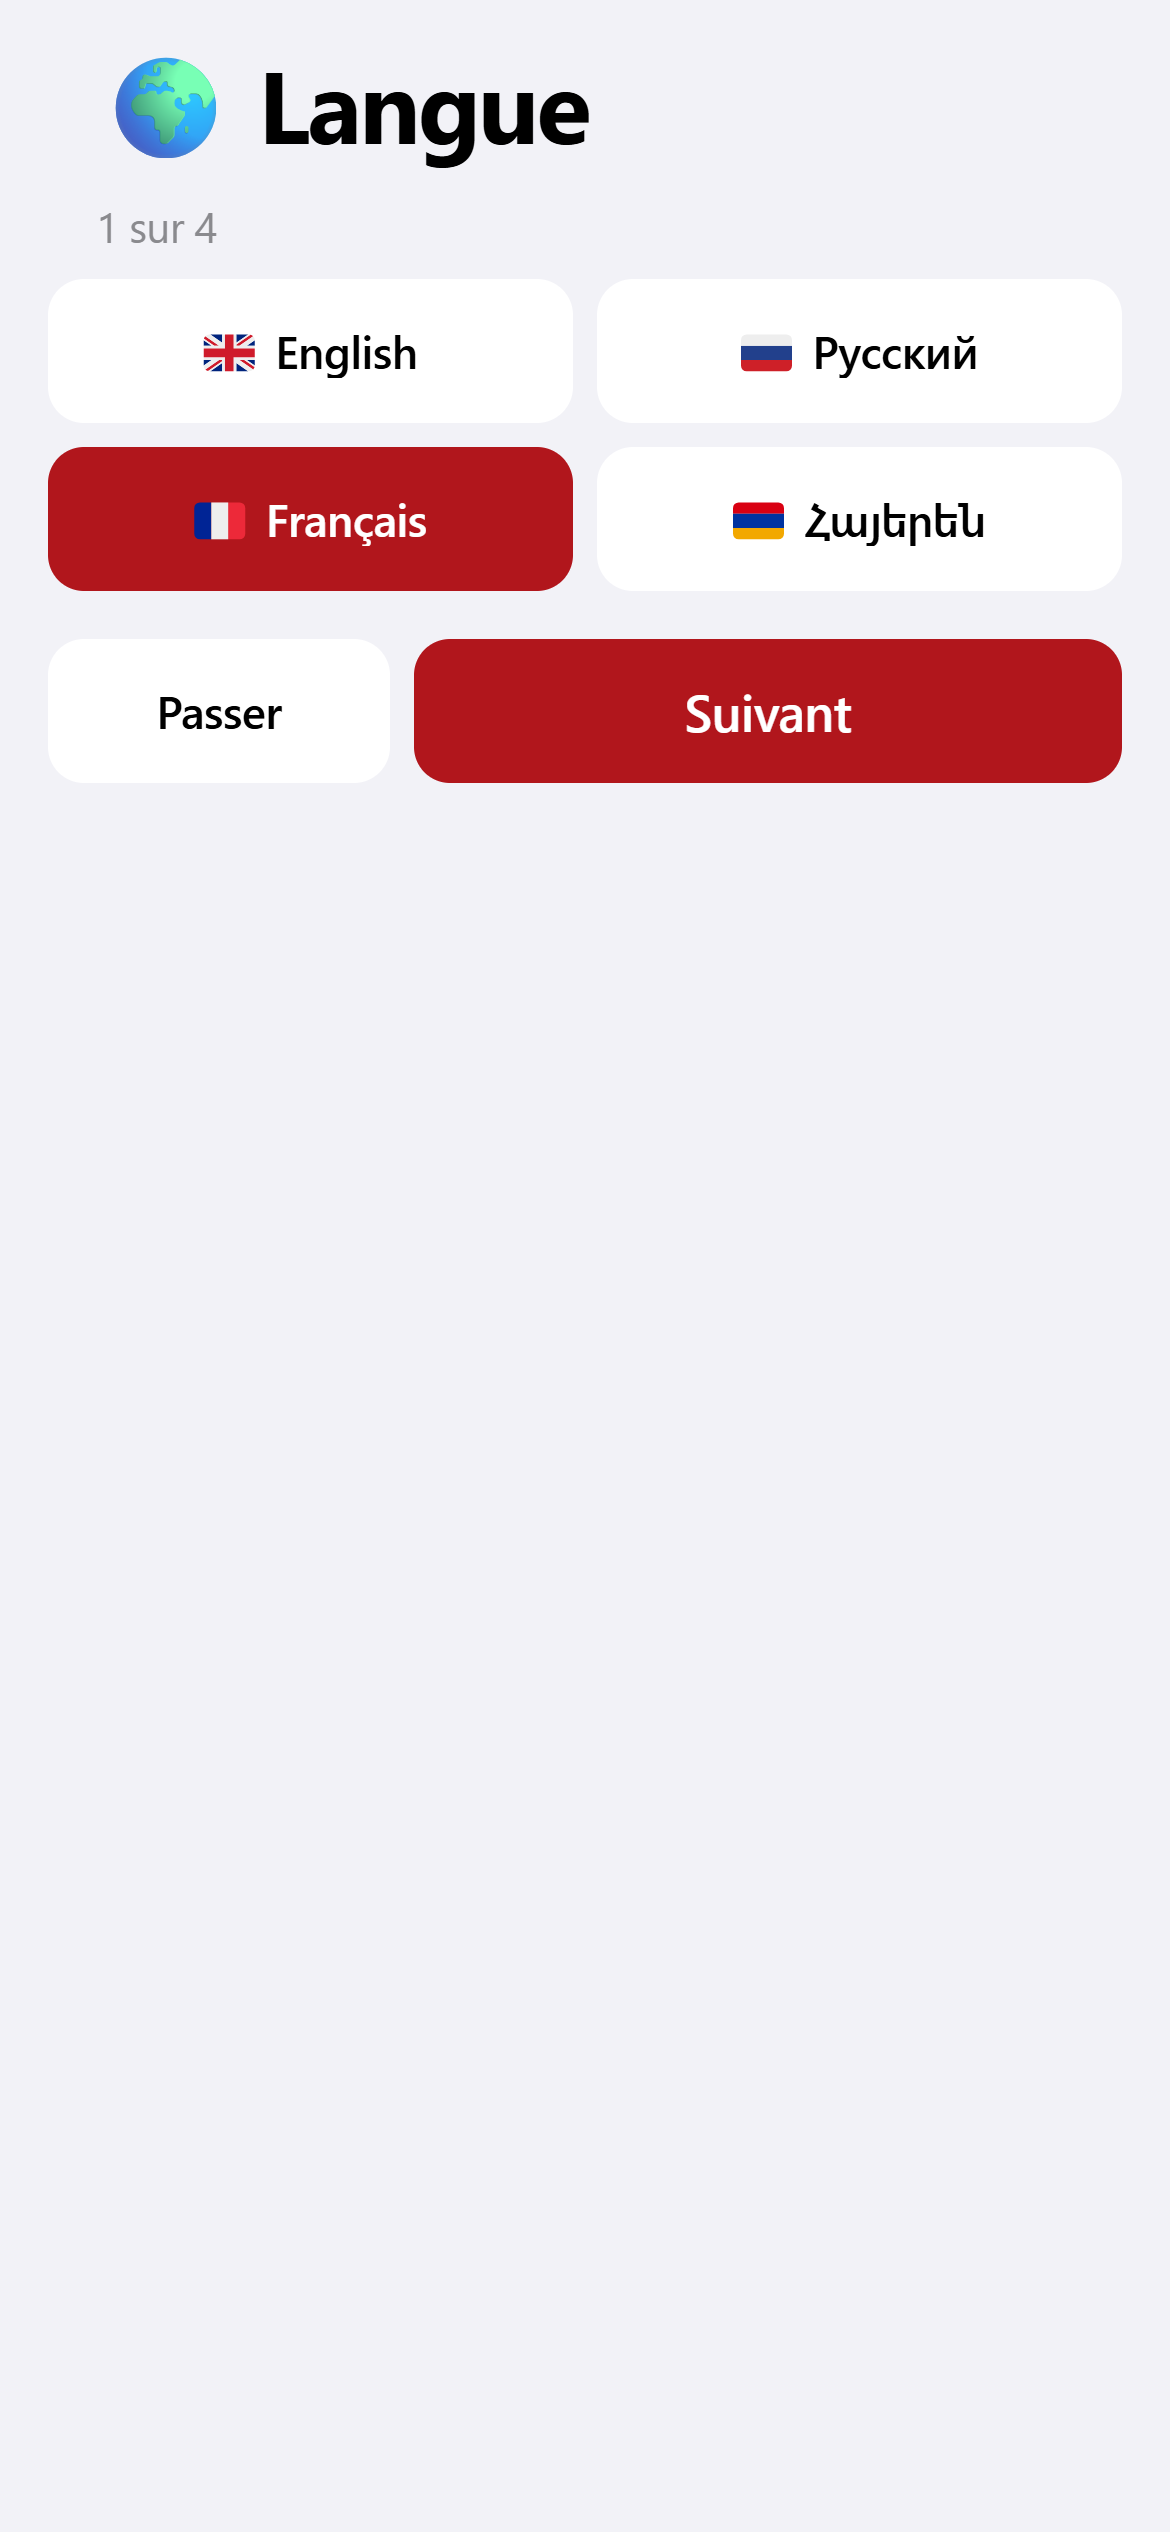 Langue
1 sur 4
English
Русский
Français
Հայերեն
Passer
Suivant